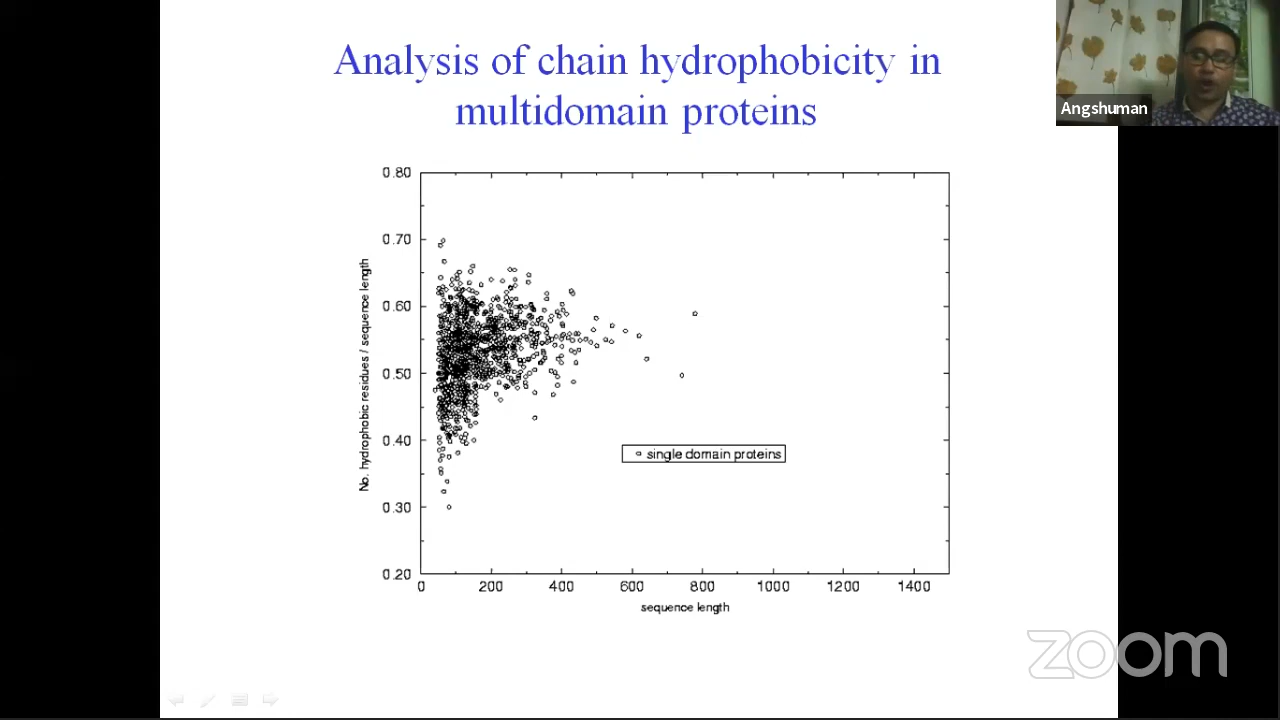 Analysis of chain hydrophobicity in
multidomain proteins
Angshuman
0.80
0.70
0.60
0.50
0.40
0.30
0.20
No. hydrophobic residues / sequence length
single domain proteins
0 200 400 600 800 1000 1200 1400
sequence length
zoom